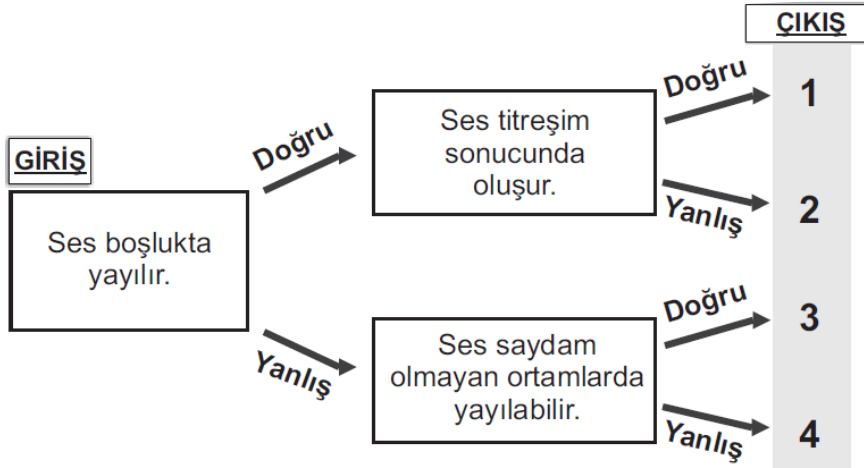 ÇIKIŞ
GİRİŞ
Ses boşlukta
yayılır.
Doğru
Yanlış
Ses titreşim
sonucunda
oluşur.
Doğru
1
Yanlış
2
Ses saydam
olmayan ortamlarda
yayılabilir.
Doğru
3
Yanlış
4